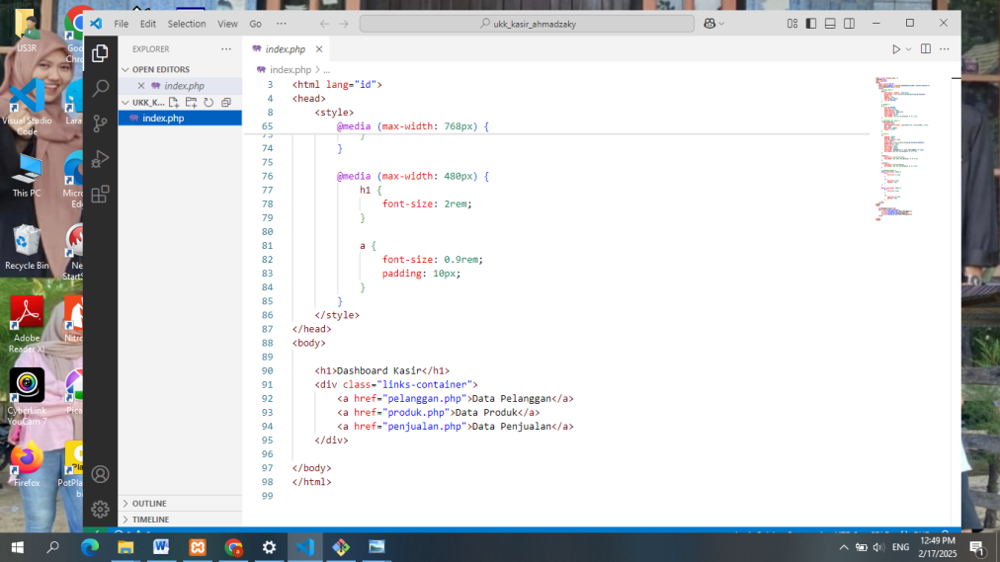 File Edit Selection View Go ···
ukk_kasir_ahmadzaky
EXPLORER ···
OPEN EDITORS
index.php
UKK_K...
index.php
index.php
index.php > ...
3 <html lang="id">
4 <head>
8 <style>
65 @media (max-width: 768px) {
73 }
74 }
75
76 @media (max-width: 480px) {
77 h1 {
78 font-size: 2rem;
79 }
80
81 a {
82 font-size: 0.9rem;
83 padding: 10px;
84 }
85 }
86 </style>
87 </head>
88 <body>
89
90 <h1>Dashboard Kasir</h1>
91 <div class="links-container">
92 <a href="pelanggan.php">Data Pelanggan</a>
93 <a href="produk.php">Data Produk</a>
94 <a href="penjualan.php">Data Penjualan</a>
95 </div>
96
97 </body>
98 </html>
99
OUTLINE
TIMELINE
US3R
Visual Studio
Code
This PC
Recycle Bin
Adobe
Reader XI
CyberLink
YouCam 7
Firefox
Goo
Chro
Lara
Micro
Ed
Ne
StartS
Nitro
Pica
PotPla
bi
ENG
12:49 PM
2/17/2025
1